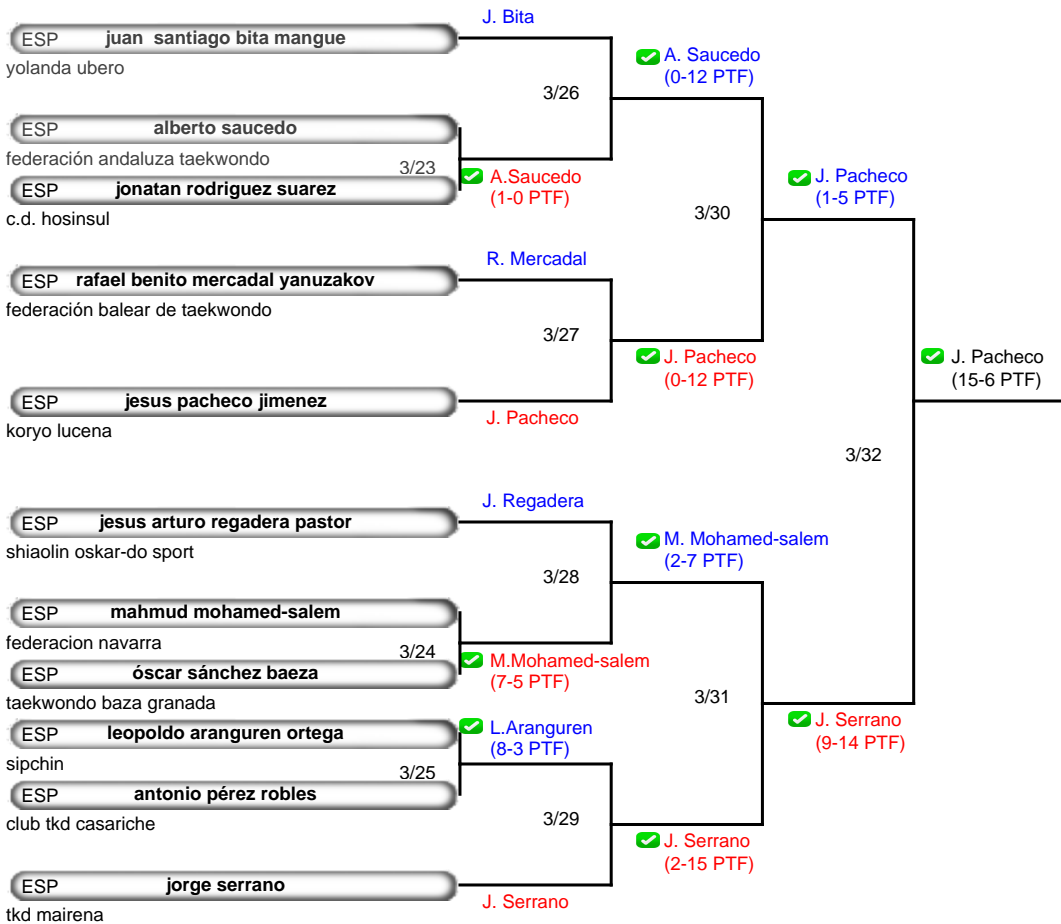 J. Bita
ESP juan santiago bita mangue
yolanda ubero
A. Saucedo
(0-12 PTF)
3/26
ESP alberto saucedo
federación andaluza taekwondo
3/23
A.Saucedo
(1-0 PTF)
ESP jonatan rodriguez suarez
c.d. hosinsul
J. Pacheco
(1-5 PTF)
3/30
R. Mercadal
ESP rafael benito mercadal yanuzakov
federación balear de taekwondo
3/27
J. Pacheco
(0-12 PTF)
J. Pacheco
(15-6 PTF)
ESP jesus pacheco jimenez
J. Pacheco
koryo lucena
3/32
J. Regadera
ESP jesus arturo regadera pastor
shiaolin oskar-do sport
M. Mohamed-salem
(2-7 PTF)
3/28
ESP mahmud mohamed-salem
federacion navarra
3/24
M.Mohamed-salem
(7-5 PTF)
ESP óscar sánchez baeza
taekwondo baza granada
3/31
J. Serrano
(9-14 PTF)
ESP leopoldo aranguren ortega
sipchin
L.Aranguren
(8-3 PTF)
3/25
ESP antonio pérez robles
club tkd casariche
3/29
J. Serrano
(2-15 PTF)
ESP jorge serrano
J. Serrano
tkd mairena